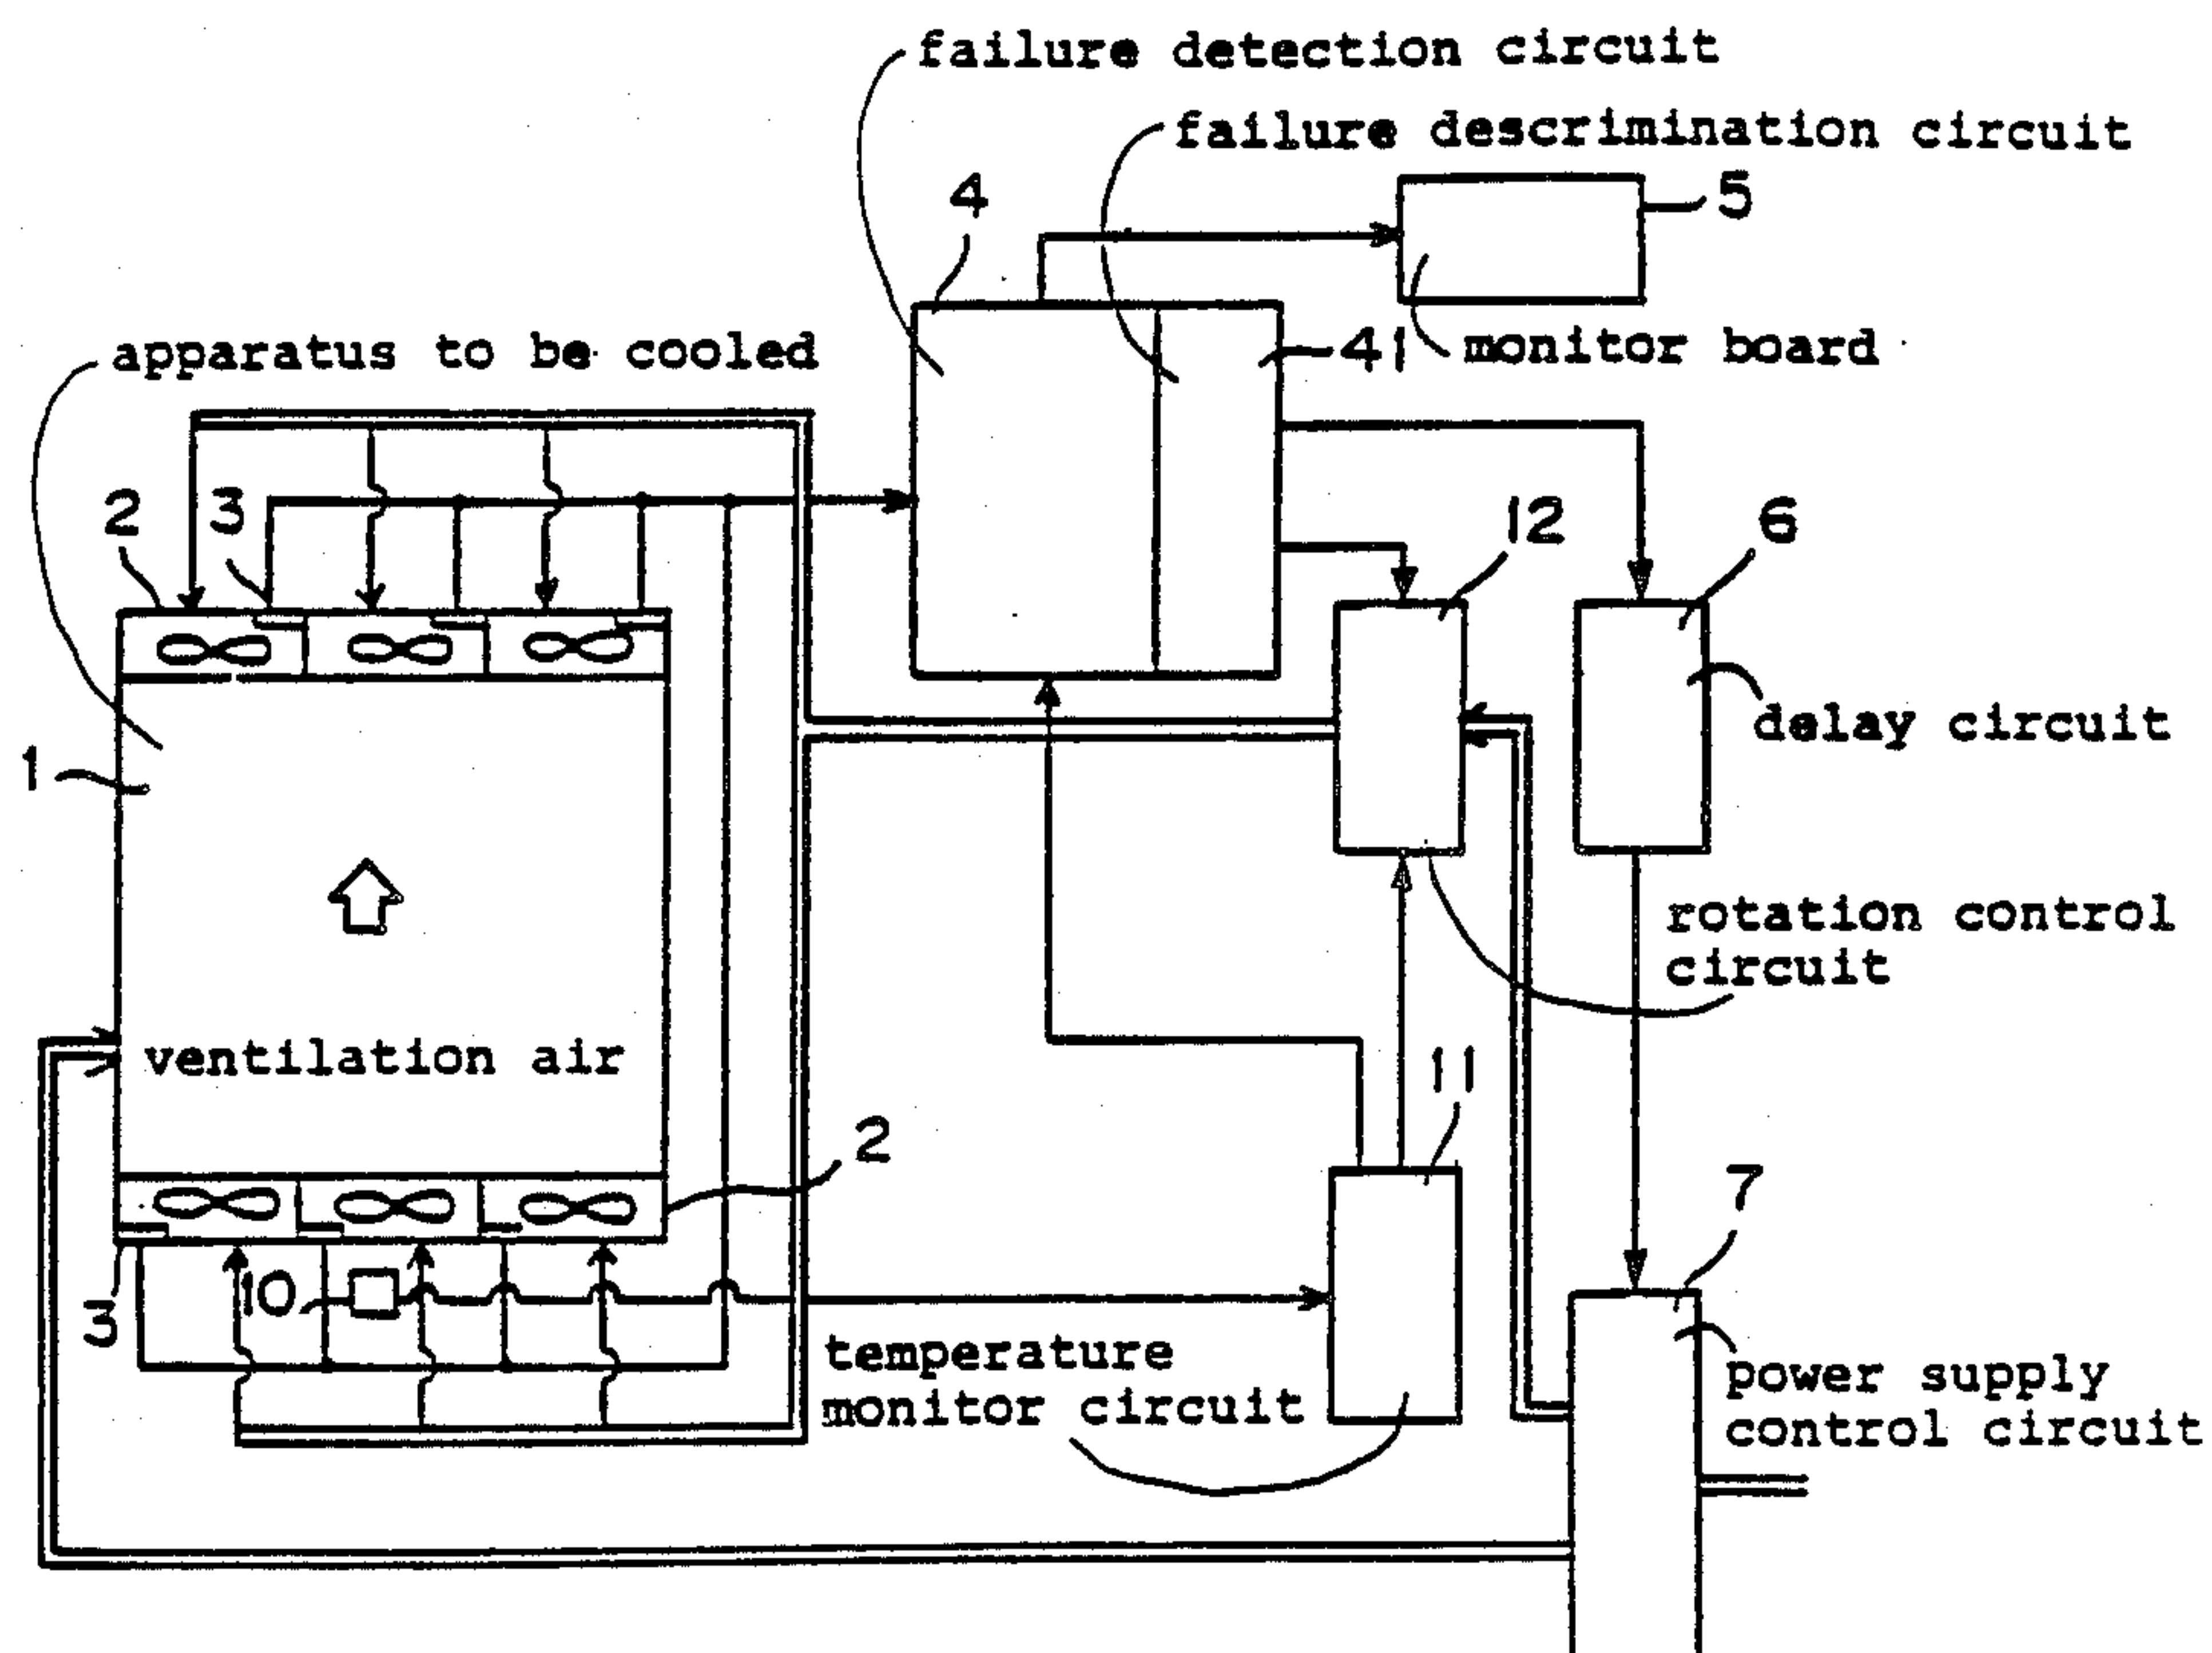 failure detection circuit
failure descrimination circuit
4
5
apparatus to be cooled
41
monitor board
2
3
12
6
delay circuit
1
rotation control
circuit
ventilation air
11
2
7
10
3
temperature
monitor circuit
power supply
control circuit